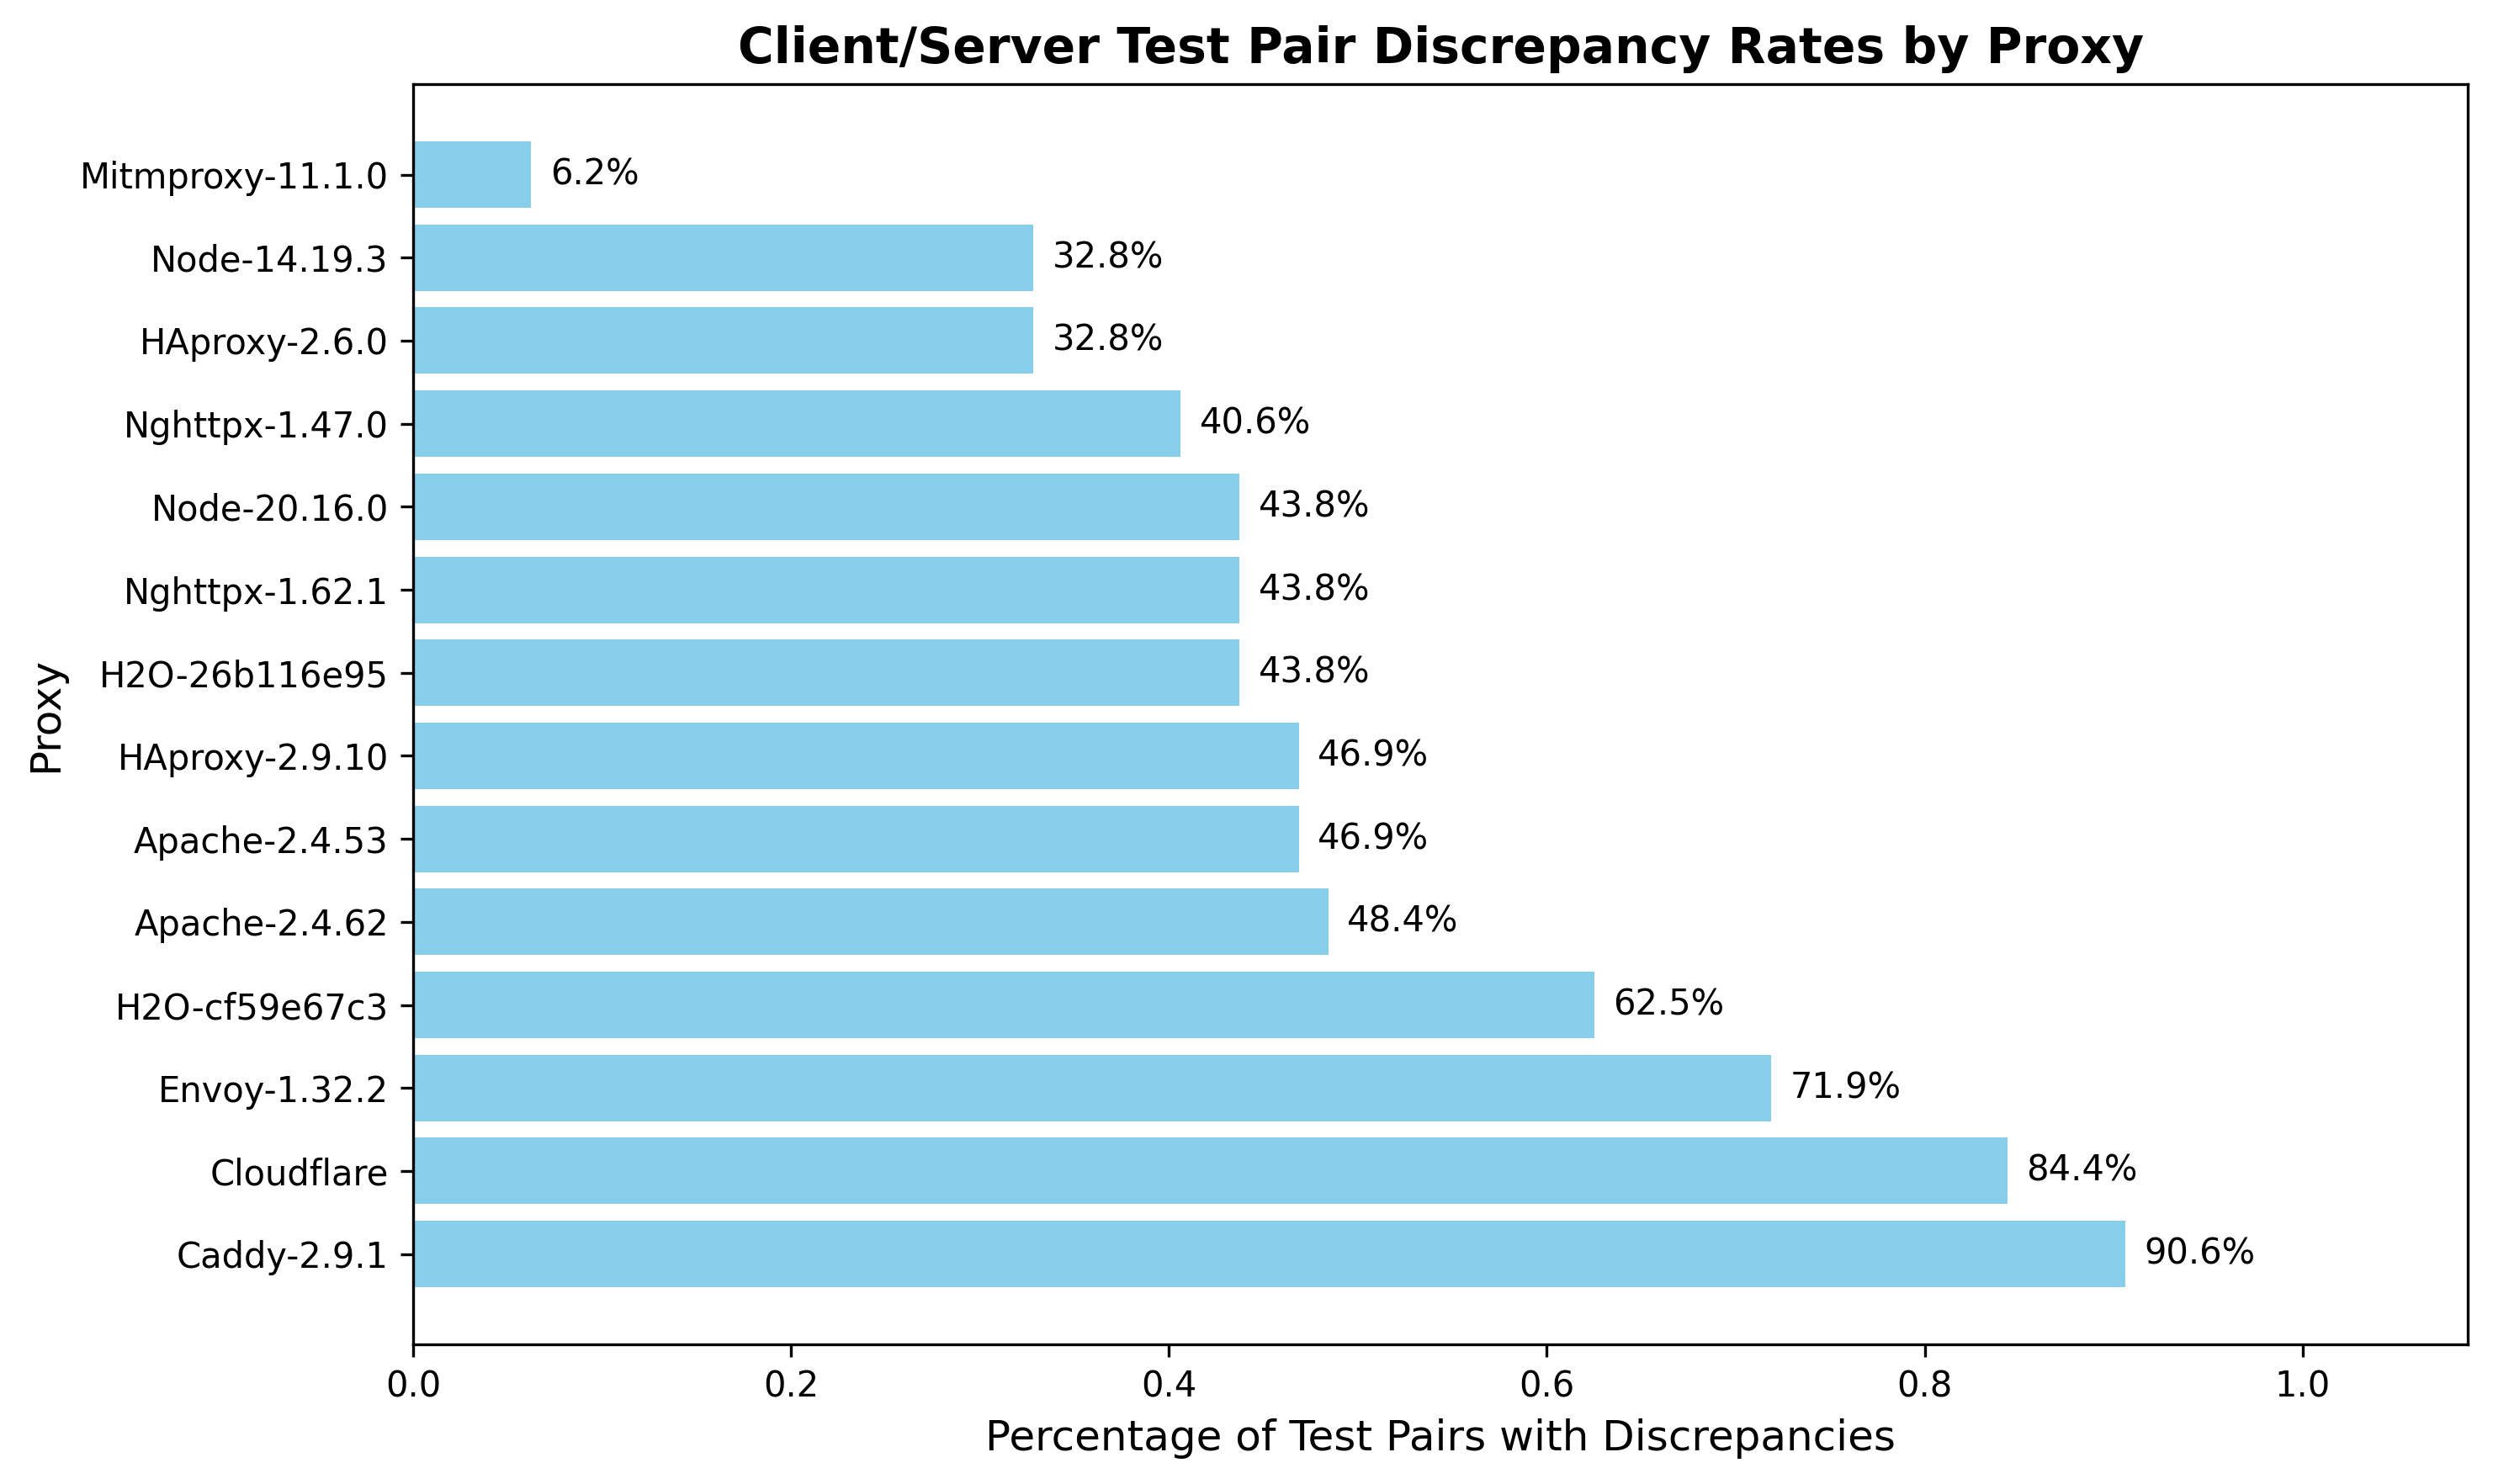 Client/Server Test Pair Discrepancy Rates by Proxy
Proxy
Mitmproxy-11.1.0 6.2%
Node-14.19.3 32.8%
HAproxy-2.6.0 32.8%
Nghttpx-1.47.0 40.6%
Node-20.16.0 43.8%
Nghttpx-1.62.1 43.8%
H2O-26b116e95 43.8%
HAproxy-2.9.10 46.9%
Apache-2.4.53 46.9%
Apache-2.4.62 48.4%
H2O-cf59e67c3 62.5%
Envoy-1.32.2 71.9%
Cloudflare 84.4%
Caddy-2.9.1 90.6%
0.0 0.2 0.4 0.6 0.8 1.0
Percentage of Test Pairs with Discrepancies